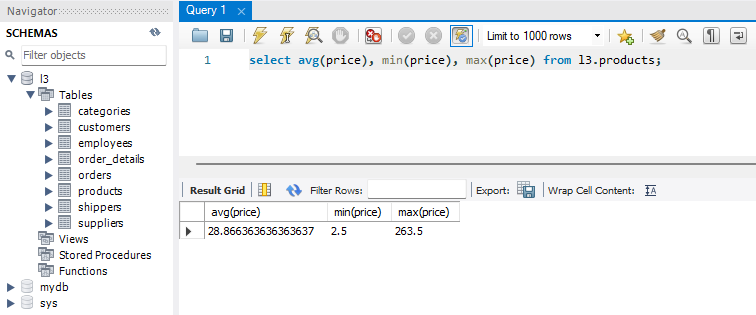 Navigator
SCHEMAS
Filter objects
l3
Tables
categories
customers
employees
order_details
orders
products
shippers
suppliers
Views
Stored Procedures
Functions
mydb
sys
Query 1
Limit to 1000 rows
1 select avg(price), min(price), max(price) from l3.products;
Result Grid Filter Rows: Export: Wrap Cell Content:
avg(price) min(price) max(price)
28.866363636363637 2.5 263.5